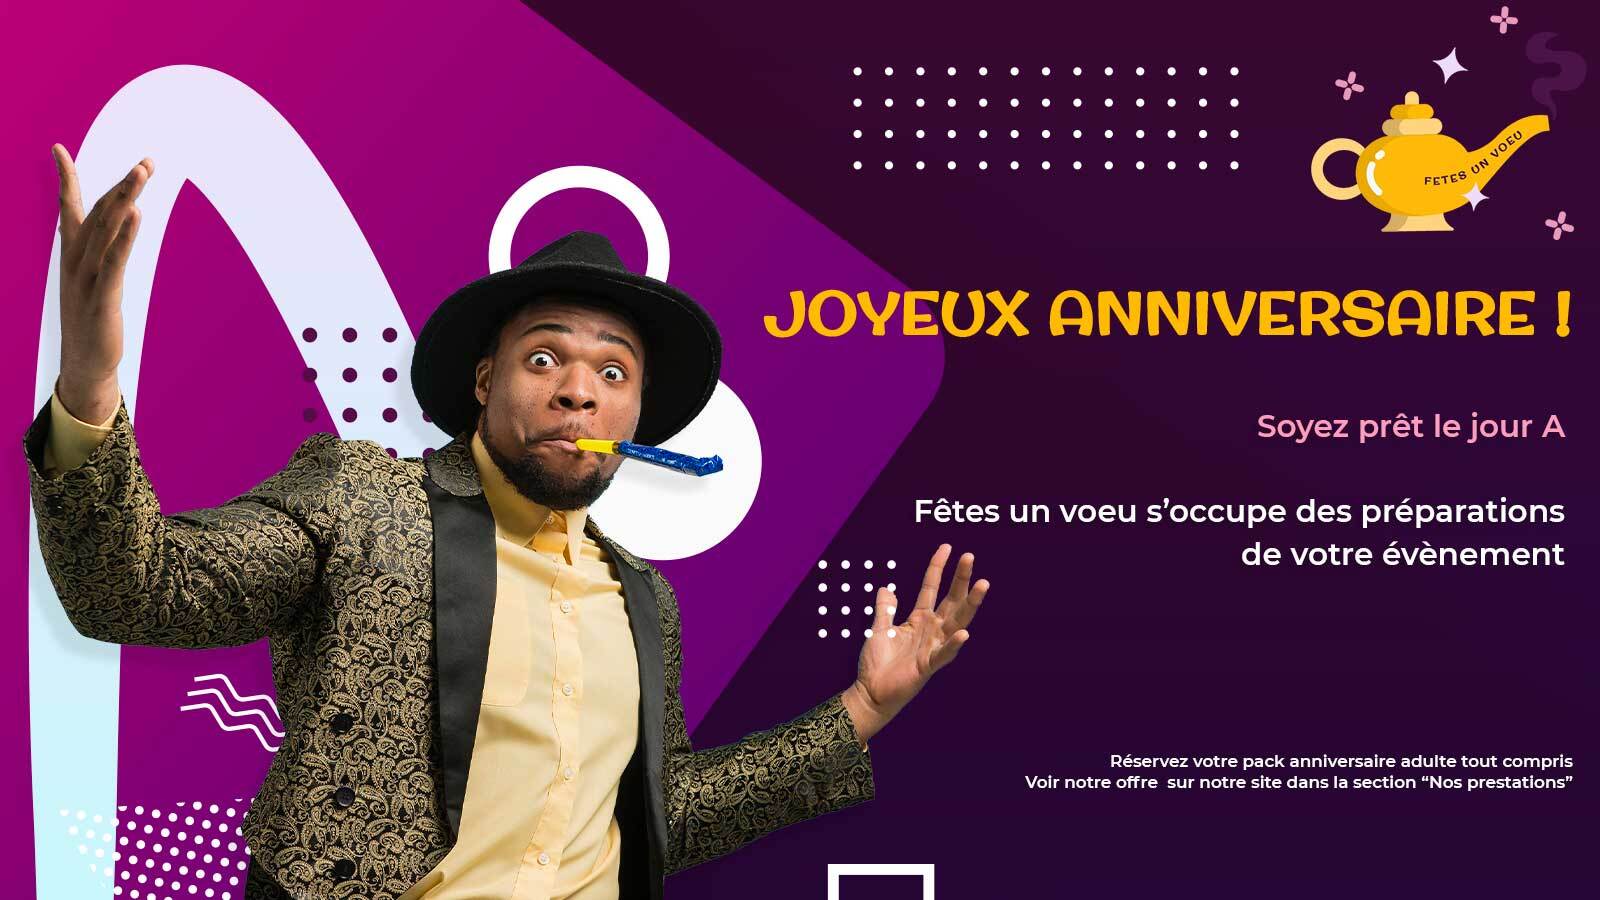 FETES UN VOEU
JOYEUX ANNIVERSAIRE !
Soyez prêt le jour A
Fêtes un voeu s’occupe des préparations
de votre évènement
Réservez votre pack anniversaire adulte tout compris
Voir notre offre  sur notre site dans la section “Nos prestations”